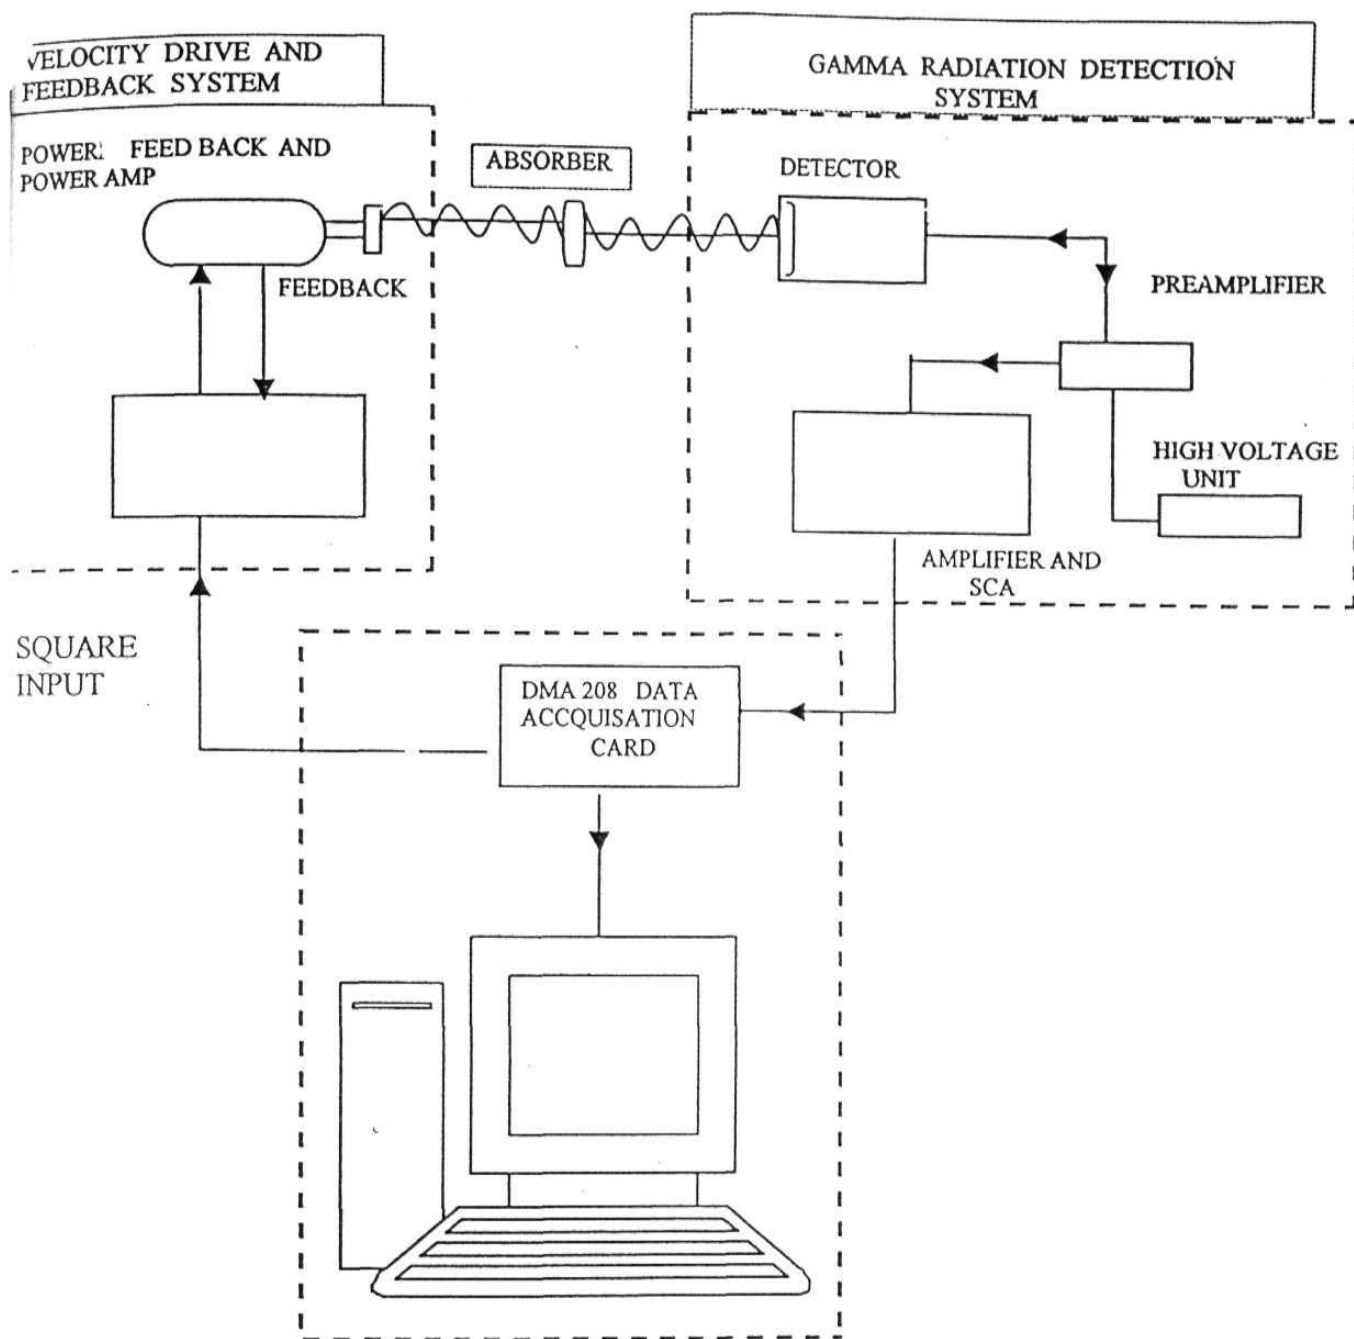 VELOCITY DRIVE AND
FEEDBACK SYSTEM
GAMMA RADIATION DETECTION
SYSTEM
POWER: FEED BACK AND
POWER AMP
ABSORBER
DETECTOR
FEEDBACK
PREAMPLIFIER
HIGH VOLTAGE
UNIT
AMPLIFIER AND
SCA
SQUARE
INPUT
DMA 208 DATA
ACCQUISATION
CARD